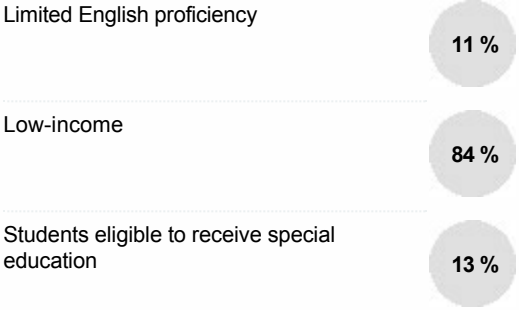 Limited English proficiency
11 %
Low-income
84 %
Students eligible to receive special
education
13 %